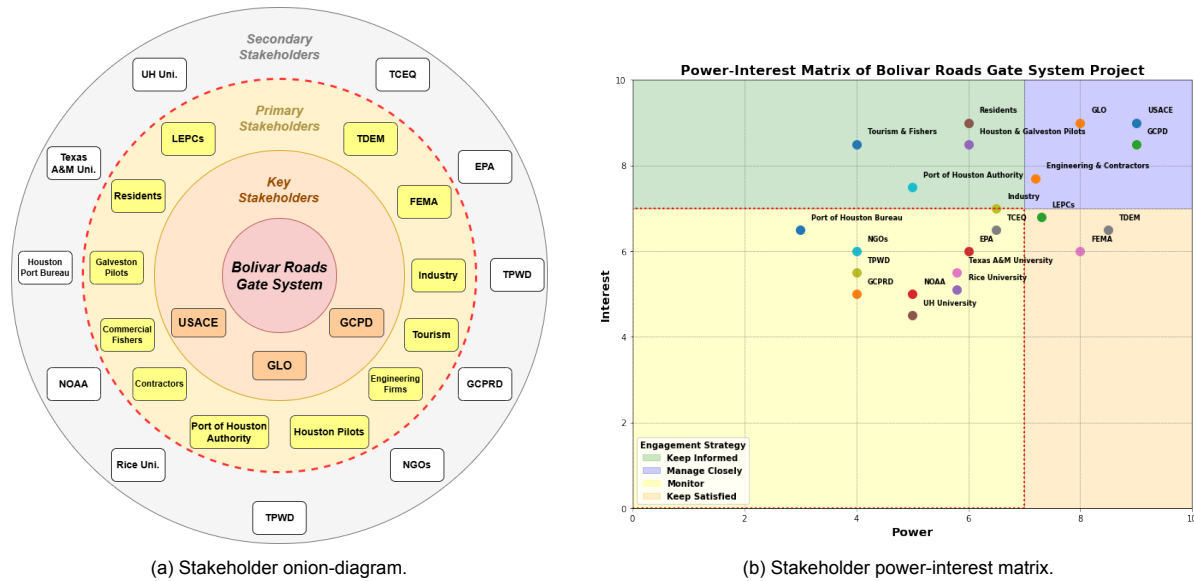 Secondary
Stakeholders
UH Uni.
TCEQ
Primary
Stakeholders
LEPCs
TDEM
Texas
A&M Uni.
EPA
Key
Stakeholders
Residents
FEMA
Houston
Port Bureau
Galveston
Pilots
Bolivar Roads
Gate System
Industry
TPWD
USACE
GCPD
Commercial
Fishers
Tourism
GLO
NOAA
Contractors
Engineering
Firms
GCPRD
Port of Houston
Authority
Houston Pilots
Rice Uni.
NGOs
TPWD
(a) Stakeholder onion-diagram.
Power-Interest Matrix of Bolivar Roads Gate System Project
10
8
6
4
2
0
Interest
Residents
GLO
USACE
Tourism & Fishers
Houston & Galveston Pilots
GCPD
Port of Houston Authority
Engineering & Contractors
Industry
Port of Houston Bureau
TCEQ
LEPCs
TDEM
NGOs
EPA
FEMA
TPWD
Texas A&M University
GCPRD
NOAA
Rice University
UH University
Engagement Strategy
Keep Informed
Manage Closely
Monitor
Keep Satisfied
0
2
4
6
8
10
Power
(b) Stakeholder power-interest matrix.